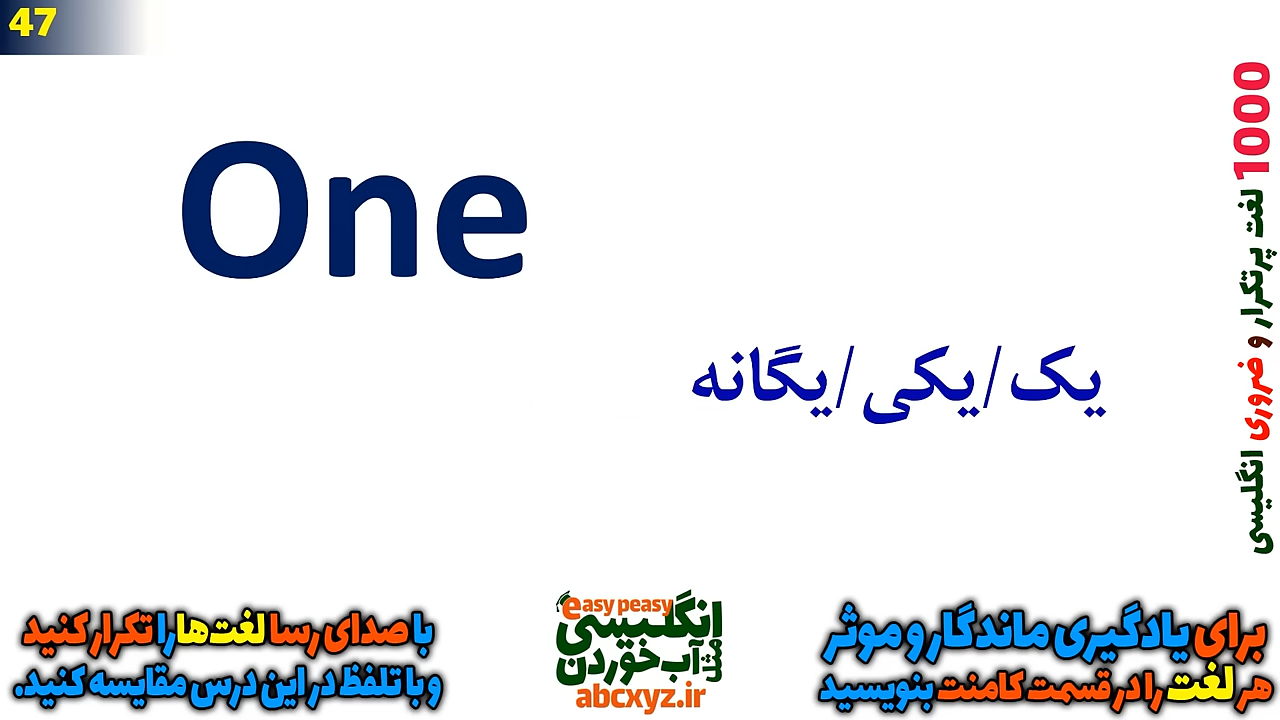 47
One
یک/یکی/یگانه
1000 لغت پرتکرار و ضروری انگلیسی
برای یادگیری ماندگار و موثر
هر لغت را در قسمت کامنت بنویسید
easy peasy
انگلیسی
مثل آب خوردن
abcxyz.ir
با صدای رسا لغت‌ها را تکرار کنید
و با تلفظ در این درس مقایسه کنید.